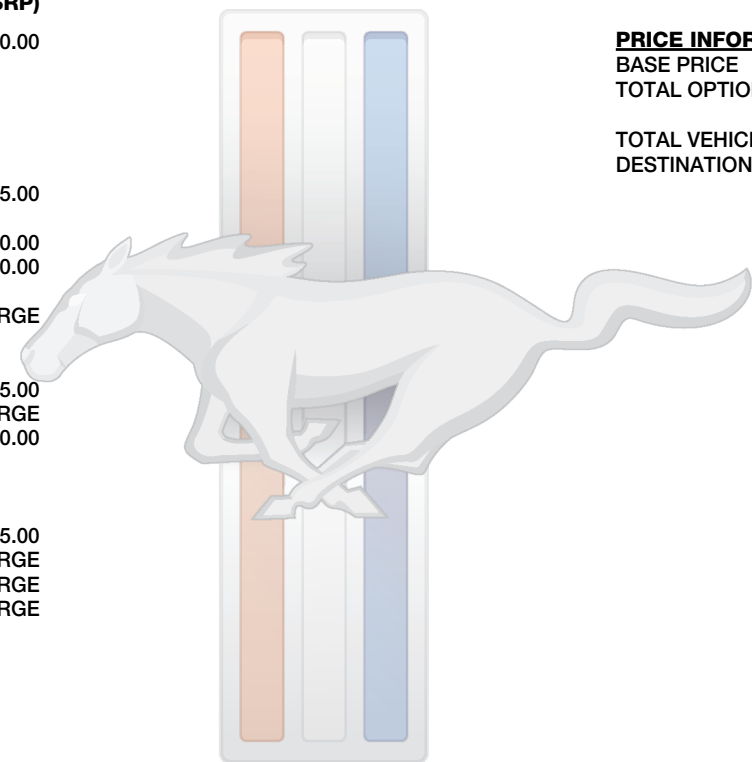 SRP)
0.00
5.00
0.00
0.00
RGE
5.00
RGE
0.00
5.00
RGE
RGE
RGE
PRICE INFOR
BASE PRICE
TOTAL OPTIO
TOTAL VEHIC
DESTINATION